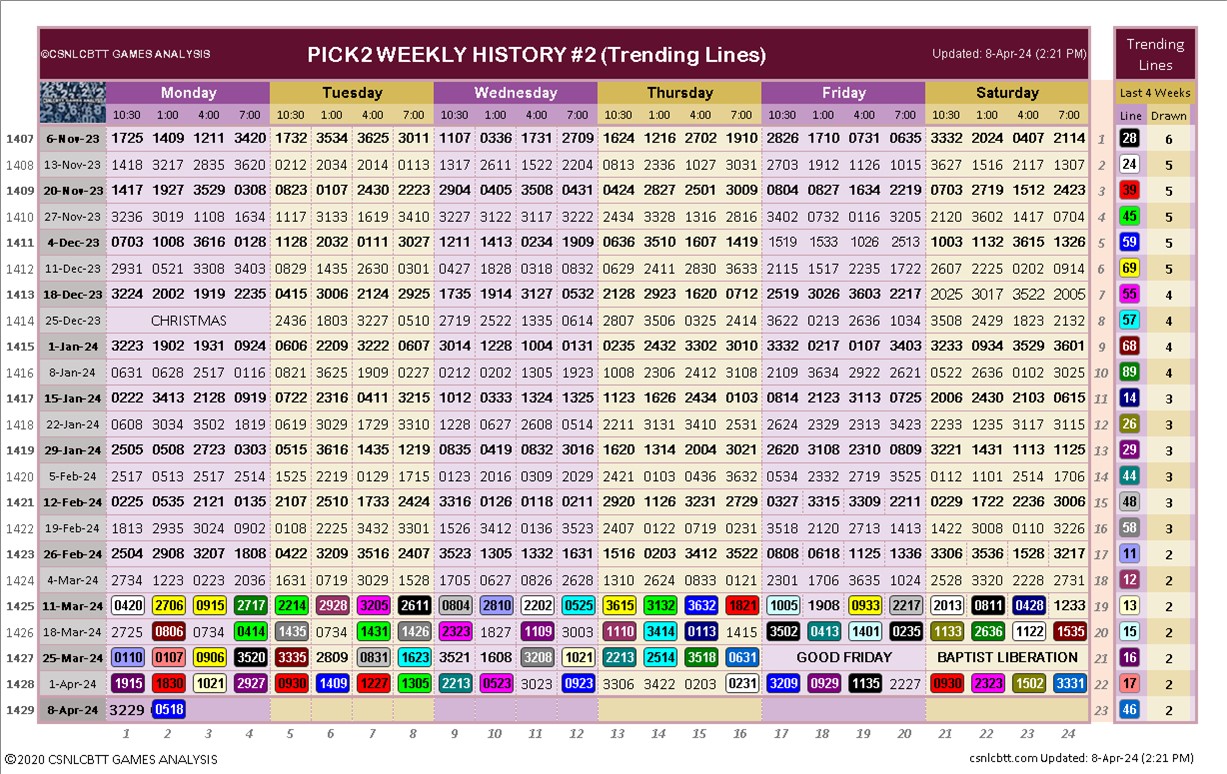 ©CSNLCBTT GAMES ANALYSIS PICK2 WEEKLY HISTORY #2 (Trending Lines) Updated: 8-Apr-24 (2:21 PM) Trending Lines
Monday Tuesday Wednesday Thursday Friday Saturday Last 4 Weeks
10:30 1:00 4:00 7:00 10:30 1:00 4:00 7:00 10:30 1:00 4:00 7:00 10:30 1:00 4:00 7:00 10:30 1:00 4:00 7:00 10:30 1:00 4:00 7:00 Line Drawn
1407 6-Nov-23 1725 1409 1211 3420 1732 3534 3625 3011 1107 0336 1731 2709 1624 1216 2702 1910 2826 1710 0731 0635 3332 2024 0407 2114 1 28 6
1408 13-Nov-23 1418 3217 2835 3620 0212 2034 2014 0113 1317 2611 1522 2204 0813 2336 1027 3031 2703 1912 1126 1015 3627 1516 2117 1307 2 24 5
1409 20-Nov-23 1417 1927 3529 0308 0823 0107 2430 2223 2904 0405 3508 0431 0424 2827 2501 3009 0804 0827 1634 2219 0703 2719 1512 2423 3 39 5
1410 27-Nov-23 3236 3019 1108 1634 1117 3133 1619 3410 3227 3122 3117 3222 2434 3328 1316 2816 3402 0732 0116 3205 2120 3602 1417 0704 4 45 5
1411 4-Dec-23 0703 1008 3616 0128 1128 2032 0111 3027 1211 1413 0234 1909 0636 3510 1607 1419 1519 1533 1026 2513 1003 1132 3615 1326 5 59 5
1412 11-Dec-23 2931 0521 3308 3403 0829 1435 2630 0301 0427 1828 0318 0832 0629 2411 2830 3633 2115 1517 2235 1722 2607 2225 0202 0914 6 69 5
1413 18-Dec-23 3224 2002 1919 2235 0415 3006 2124 2925 1735 1914 3127 0532 2128 2923 1620 0712 2519 3026 3603 2217 2025 3017 3522 2005 7 55 4
1414 25-Dec-23 CHRISTMAS 2436 1803 3227 0510 2719 2522 1335 0614 2807 3506 0325 2414 3622 0213 2636 1034 3508 2429 1823 2132 8 57 4
1415 1-Jan-24 3223 1902 1931 0924 0606 2209 3222 0607 3014 1228 1004 0131 0235 2432 3302 3010 3332 0217 0107 3403 3233 0934 3529 3601 9 68 4
1416 8-Jan-24 0631 0628 2517 0116 0821 3625 1909 0227 0212 0202 1305 1923 1008 2306 2412 3108 2109 3634 2922 2621 0522 2636 0102 3025 10 89 4
1417 15-Jan-24 0222 3413 2128 0919 0722 2316 0411 3215 1012 0333 1324 1325 1123 1626 2434 0103 0814 2123 3113 0725 2006 2430 2103 0615 11 14 3
1418 22-Jan-24 0608 3034 3502 1819 0619 3029 1729 3310 1228 0627 2608 0514 2211 3131 3410 2531 2624 2329 2313 3423 2233 1235 3117 3115 12 26 3
1419 29-Jan-24 2505 0508 2723 0303 0515 3616 1435 1219 0835 0419 0832 3016 1620 1314 2004 3021 2620 3108 2310 0809 3221 1431 1113 1125 13 29 3
1420 5-Feb-24 2517 0513 2517 2514 1525 2219 0129 1711 0123 2016 0309 2029 2421 0103 0436 3632 0534 2332 2719 3525 0112 1101 2514 1706 14 44 3
1421 12-Feb-24 0225 0535 2121 0135 2107 2510 1733 2424 3316 0126 0118 0211 2920 1126 3231 2729 0327 3315 3309 2211 0229 1722 2236 3006 15 48 3
1422 19-Feb-24 1813 2935 3024 0902 0108 2225 3432 3301 1526 3412 0136 3523 2407 0122 0719 0231 3518 2120 2713 1413 1422 3008 0110 3226 16 58 3
1423 26-Feb-24 2504 2908 3207 1808 0422 3209 3516 2407 3523 1305 1332 1631 1516 0203 3412 3522 0808 0618 1125 1336 3306 3536 1528 3217 17 11 2
1424 4-Mar-24 2734 1223 0223 2036 1631 0719 3029 1528 1705 0627 0826 2628 1310 2624 0833 0121 2301 1706 3635 1024 2528 3320 2228 2731 18 12 2
1425 11-Mar-24 0420 2706 0915 2717 2214 2928 3205 2611 0804 2810 2202 0525 3615 3132 3632 1821 1005 1908 0933 2217 2013 0811 0428 1233 19 13 2
1426 18-Mar-24 2725 0806 0734 0414 1435 0734 1431 1426 2323 1827 1109 3003 1110 3414 0113 1415 3502 0413 1401 0235 1133 2636 1122 1535 20 15 2
1427 25-Mar-24 0110 0107 0906 3520 3335 2809 0831 1623 3521 1608 3208 1021 2213 2514 3518 0631 GOOD FRIDAY BAPTIST LIBERATION 21 16 2
1428 1-Apr-24 1915 1830 1021 2927 0930 1409 1227 1305 2213 0523 3023 0923 3306 3422 0203 0231 3209 0929 1135 2227 0930 2323 1502 3331 22 17 2
1429 8-Apr-24 3229 0518 23 46 2
1 2 3 4 5 6 7 8 9 10 11 12 13 14 15 16 17 18 19 20 21 22 23 24
©2020 CSNLCBTT GAMES ANALYSIS csnlcbtt.com Updated: 8-Apr-24 (2:21 PM)